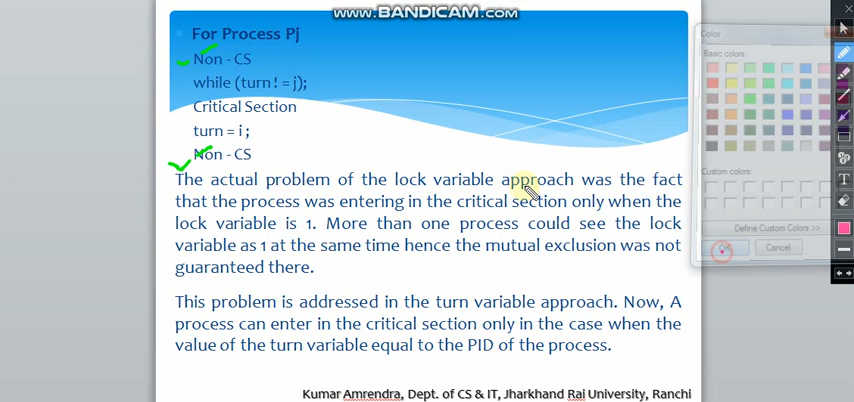 www.BANDICAM.com
For Process Pj
Non - CS
while (turn ! = j);
Critical Section
turn = i ;
Non - CS
The actual problem of the lock variable approach was the fact
that the process was entering in the critical section only when the
lock variable is 1. More than one process could see the lock
variable as 1 at the same time hence the mutual exclusion was not
guaranteed there.
This problem is addressed in the turn variable approach. Now, A
process can enter in the critical section only in the case when the
value of the turn variable equal to the PID of the process.
Kumar Amrendra, Dept. of CS & IT, Jharkhand Rai University, Ranchi
Color
Basic colors:
Custom colors:
Define Custom Colors >>
OK
Cancel